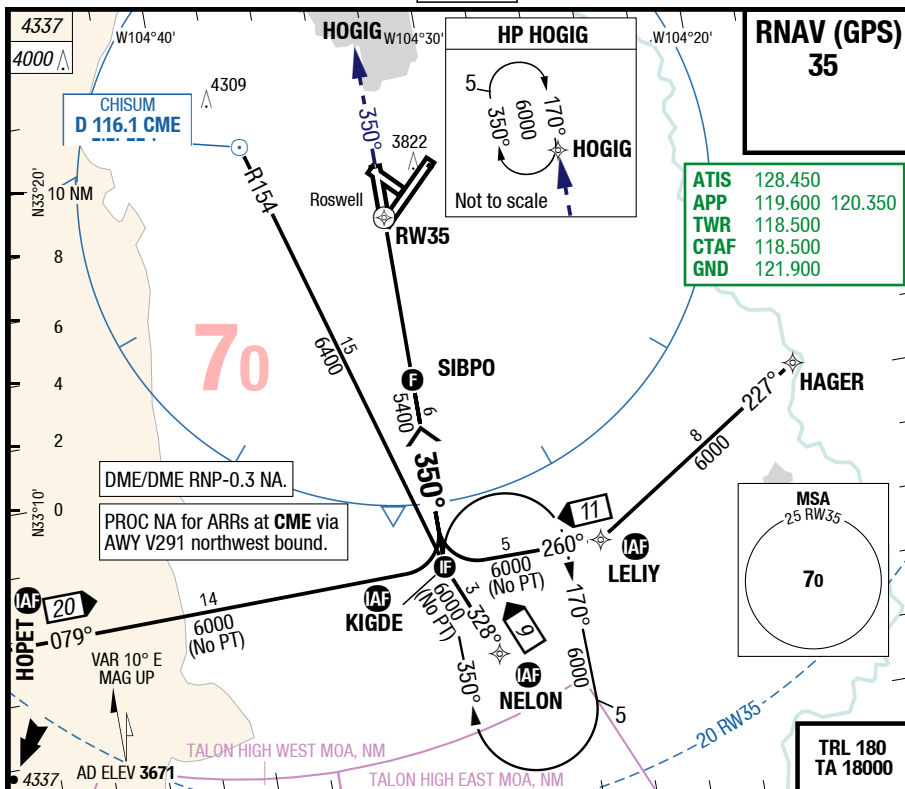 4337
4000
W104°40'
HOGIG
W104°30'
HP HOGIG
W104°20'
RNAV (GPS)
35
4309
CHISUM
D 116.1 CME
350°
3822
5
350°
6000
170°
HOGIG
Not to scale
N33°20'
10 NM
R154
Roswell
RW35
ATIS 128.450
APP 119.600 120.350
TWR 118.500
CTAF 118.500
GND 121.900
8
6
4
2
0
70
15
6400
F
SIBPO
5400
6
350°
HAGER
227°
8
6000
N33°10'
DME/DME RNP-0.3 NA.
PROC NA for ARRs at CME via
AWY V291 northwest bound.
11
5
260°
6000
(No PT)
IAF
LELIY
MSA
25 RW35
70
IF
IAF
KIGDE
6000
(No PT)
3
328°
9
IAF
NELON
350°
170°
6000
5
IAF
HOPET
20
079°
14
6000
(No PT)
VAR 10° E
MAG UP
AD ELEV 3671
4337
TALON HIGH WEST MOA, NM
TALON HIGH EAST MOA, NM
20 RW35
TRL 180
TA 18000